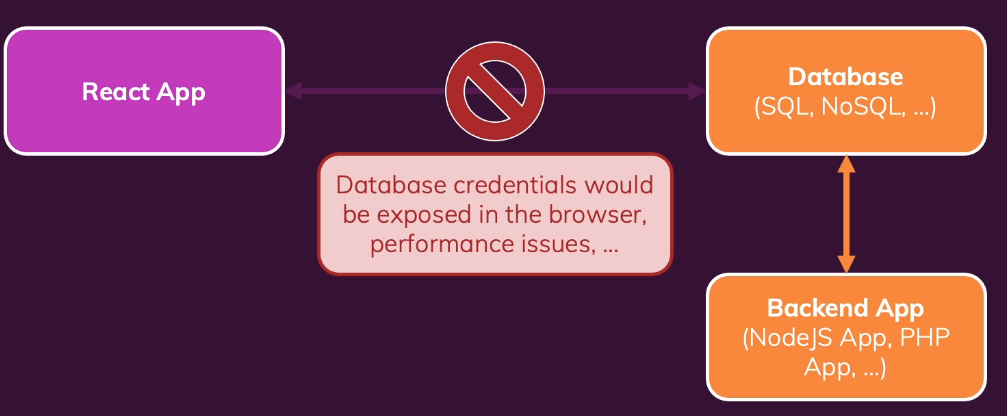 React App
Database
(SQL, NoSQL, ...)
Database credentials would
be exposed in the browser,
performance issues, ...
Backend App
(NodeJS App, PHP
App, ...)